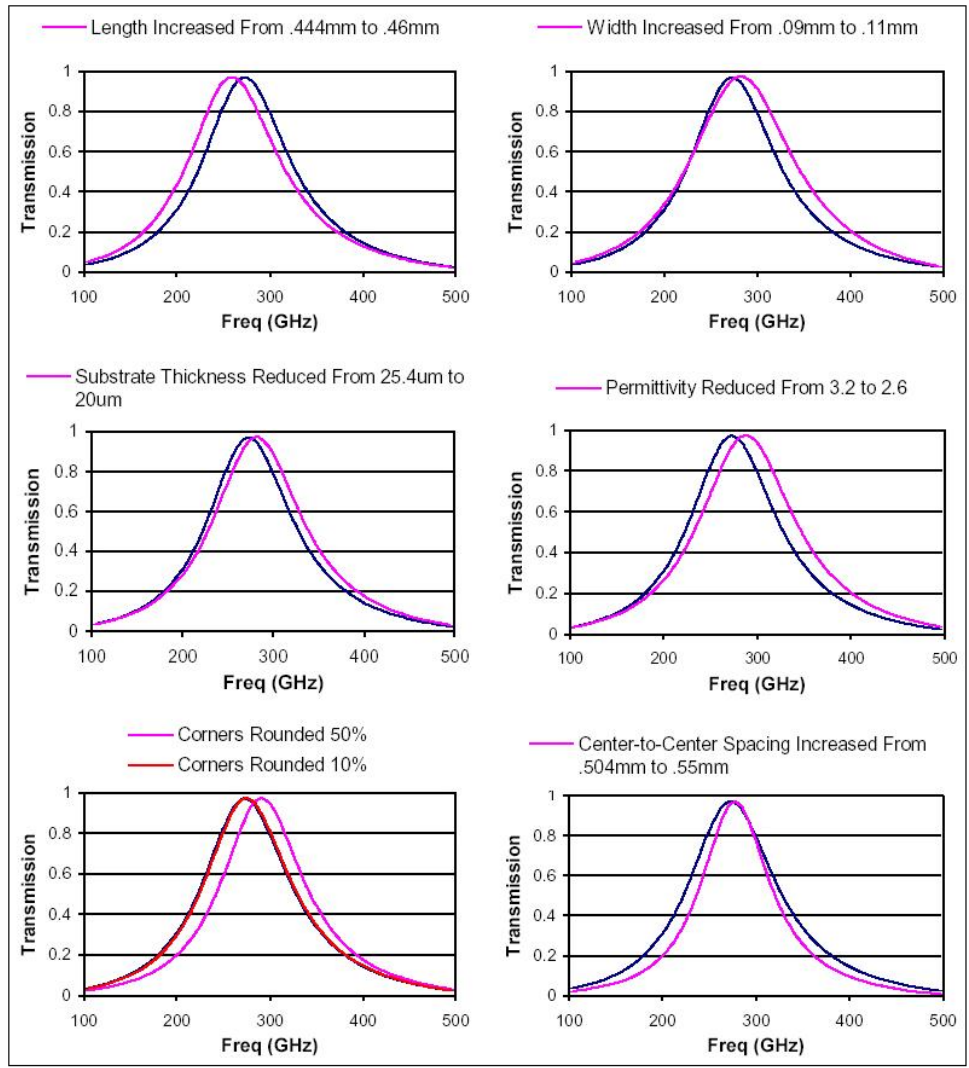 Length Increased From .444mm to .46mm
1
0.8
0.6
0.4
0.2
0
Transmission
100 200 300 400 500
Freq (GHz)
Width Increased From .09mm to .11mm
1
0.8
0.6
0.4
0.2
0
Transmission
100 200 300 400 500
Freq (GHz)
Substrate Thickness Reduced From 25.4um to
20um
1
0.8
0.6
0.4
0.2
0
Transmission
100 200 300 400 500
Freq (GHz)
Permittivity Reduced From 3.2 to 2.6
1
0.8
0.6
0.4
0.2
0
Transmission
100 200 300 400 500
Freq (GHz)
Corners Rounded 50%
Corners Rounded 10%
1
0.8
0.6
0.4
0.2
0
Transmission
100 200 300 400 500
Freq (GHz)
Center-to-Center Spacing Increased From
.504mm to .55mm
1
0.8
0.6
0.4
0.2
0
Transmission
100 200 300 400 500
Freq (GHz)